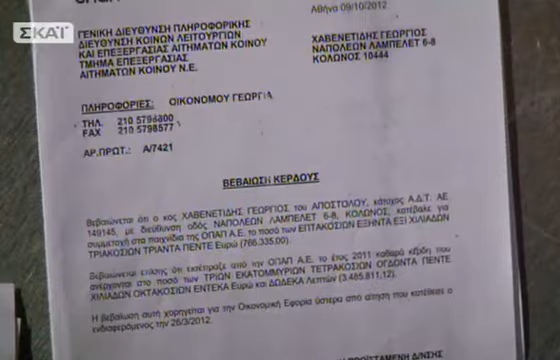 ΣΚΑΪ
Αθήνα 09/10/2012
ΓΕΝΙΚΗ ΔΙΕΥΘΥΝΣΗ ΠΛΗΡΟΦΟΡΙΚΗΣ
ΔΙΕΥΘΥΝΣΗ ΚΟΙΝΩΝ ΛΕΙΤΟΥΡΓΙΩΝ
ΚΑΙ ΕΠΕΞΕΡΓΑΣΙΑΣ ΑΙΤΗΜΑΤΩΝ ΚΟΙΝΟΥ
ΤΜΗΜΑ ΕΠΕΞΕΡΓΑΣΙΑΣ
ΑΙΤΗΜΑΤΩΝ ΚΟΙΝΟΥ Ν.Ε.
ΧΑΒΕΝΕΤΙΔΗΣ ΓΕΩΡΓΙΟΣ
ΝΑΠΟΛΕΩΝ ΛΑΜΠΕΛΕΤ 6-8
ΚΟΛΩΝΟΣ 10444
ΠΛΗΡΟΦΟΡΙΕΣ: ΟΙΚΟΝΟΜΟΥ ΓΕΩΡΓΙΑ
ΤΗΛ. 210 5798800
FAX 210 5798577
ΑΡ.ΠΡΩΤ.: Α/7421
ΒΕΒΑΙΩΣΗ ΚΕΡΔΟΥΣ
Βεβαιώνεται ότι ο κος ΧΑΒΕΝΕΤΙΔΗΣ ΓΕΩΡΓΙΟΣ του ΑΠΟΣΤΟΛΟΥ, κάτοχος Α.Δ.Τ. ΑΕ
149145, με διεύθυνση οδός ΝΑΠΟΛΕΩΝ ΛΑΜΠΕΛΕΤ 6-8, ΚΟΛΩΝΟΣ, κατέβαλε για
συμμετοχή στα παιχνίδια της ΟΠΑΠ Α.Ε. το ποσό των ΕΠΤΑΚΟΣΙΩΝ ΕΞΗΝΤΑ ΕΞΙ ΧΙΛΙΑΔΩΝ
ΤΡΙΑΚΟΣΙΩΝ ΤΡΙΑΝΤΑ ΠΕΝΤΕ Ευρώ (766.335,00).
Βεβαιώνεται επίσης ότι εισέπραξε από την ΟΠΑΠ Α.Ε. το έτος 2011 καθαρά κέρδη που
ανέρχονται στο ποσό των ΤΡΙΩΝ ΕΚΑΤΟΜΜΥΡΙΩΝ ΤΕΤΡΑΚΟΣΙΩΝ ΟΓΔΟΝΤΑ ΠΕΝΤΕ
ΧΙΛΙΑΔΩΝ ΟΚΤΑΚΟΣΙΩΝ ΕΝΤΕΚΑ Ευρώ και ΔΩΔΕΚΑ Λεπτών (3.485.811,12).
Η βεβαίωση αυτή χορηγείται για την Οικονομική Εφορία ύστερα από αίτηση που κατέθεσε ο
ενδιαφερόμενος την 26/3/2012.